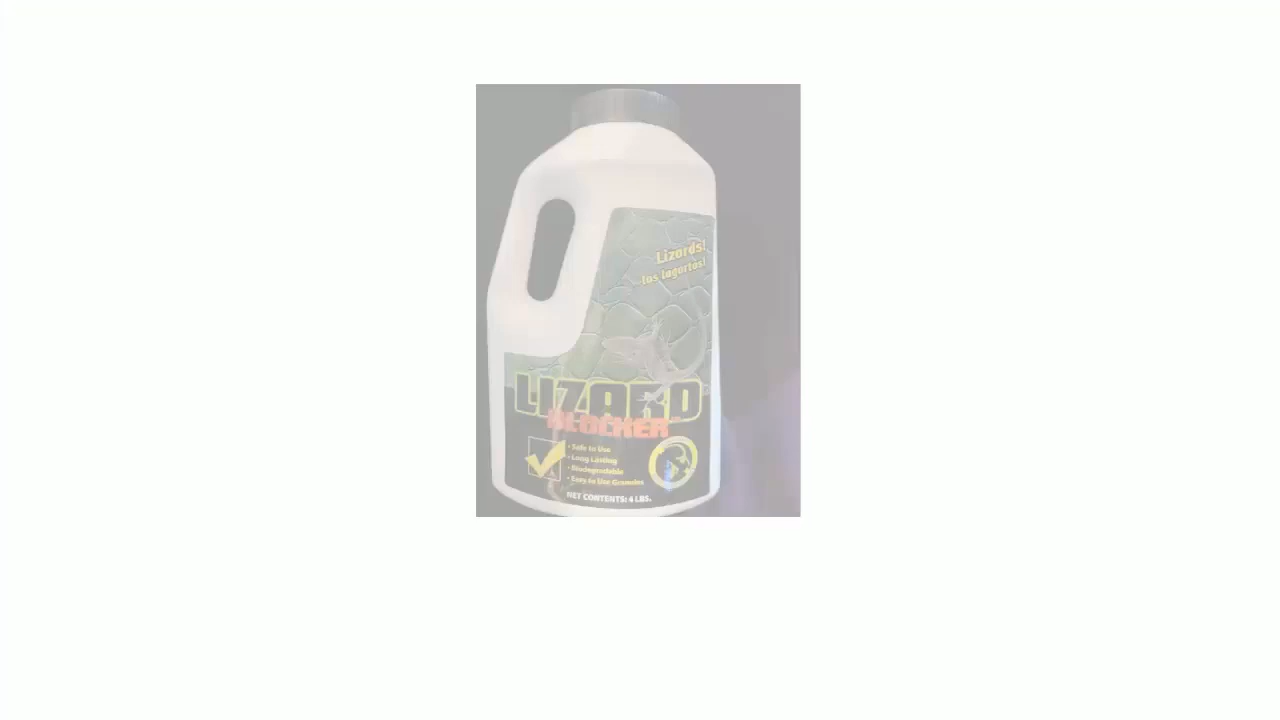 Lizards!
los lagartos!
LIZARD
BLOCKER
• Safe to Use
• Long Lasting
• Biodegradable
• Easy to Use Granules
NET CONTENTS: 4 LBS.